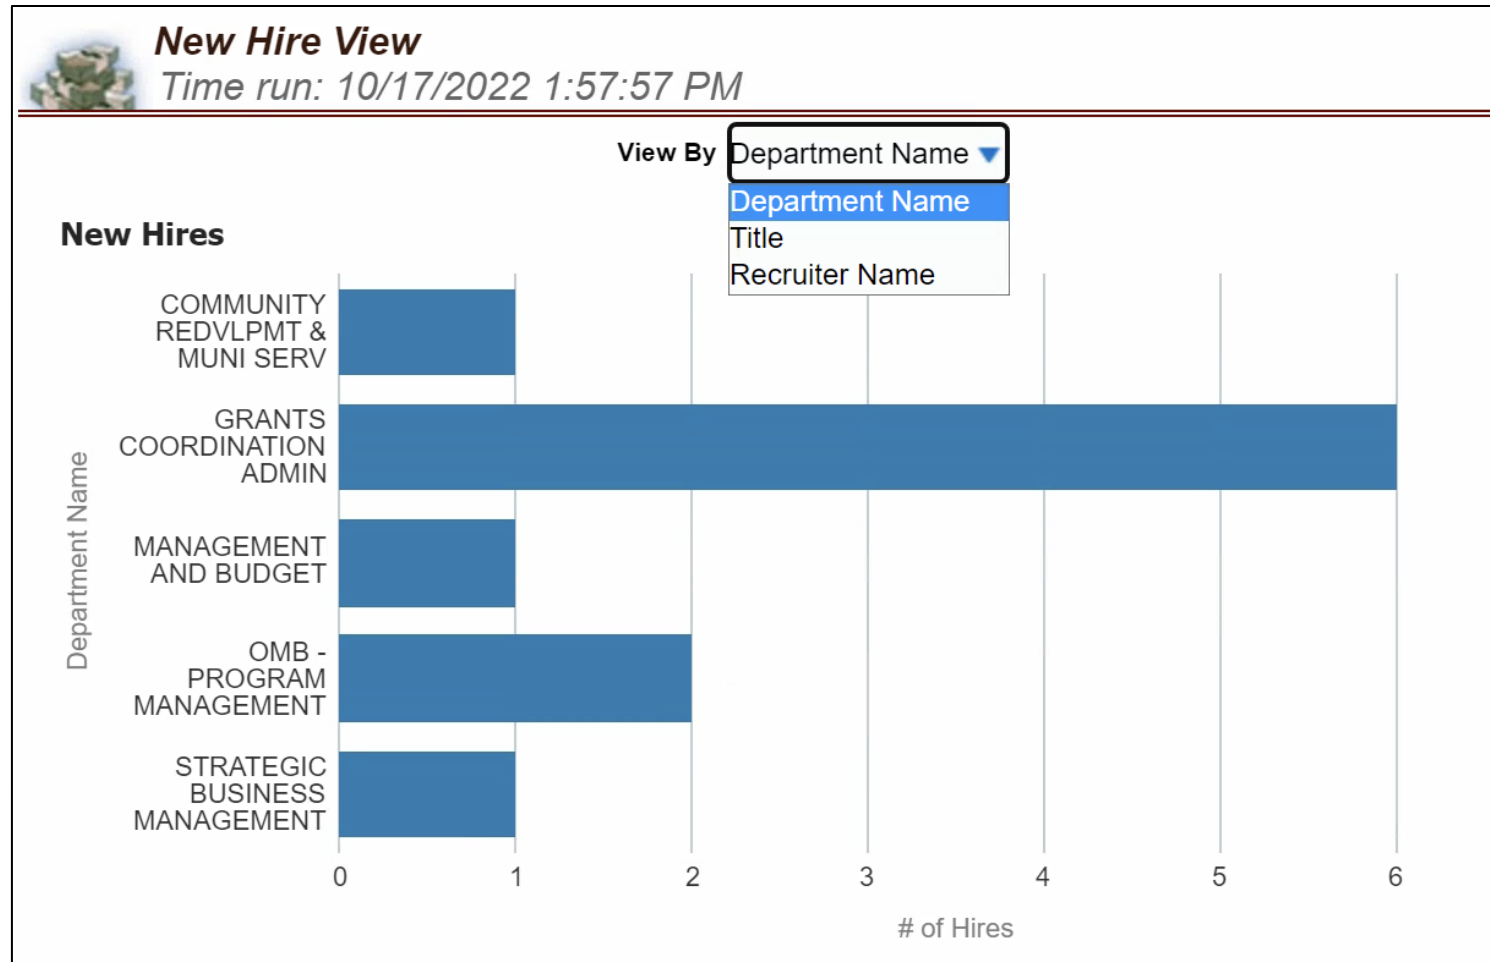 New Hire View
Time run: 10/17/2022 1:57:57 PM
View By Department Name
Department Name
Title
Recruiter Name
New Hires
COMMUNITY
REDVLPMT &
MUNI SERV
GRANTS
COORDINATION
ADMIN
MANAGEMENT
AND BUDGET
OMB -
PROGRAM
MANAGEMENT
STRATEGIC
BUSINESS
MANAGEMENT
Department Name
0 1 2 3 4 5 6
# of Hires